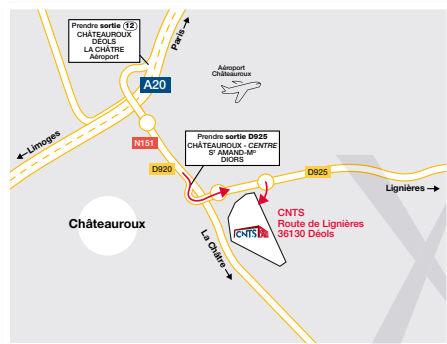 Prendre sortie 12
CHÂTEAUROUX
DÉOLS
LA CHÂTRE
Aéroport
Paris
A20
Aéroport
Châteauroux
Limoges
N151
Prendre sortie D925
CHÂTEAUROUX - CENTRE
Sᵗ AMAND-Mᴰ
DIORS
D920
D925
Lignières
Châteauroux
CNTS
Route de Lignières
36130 Déols
CNTS
La Châtre